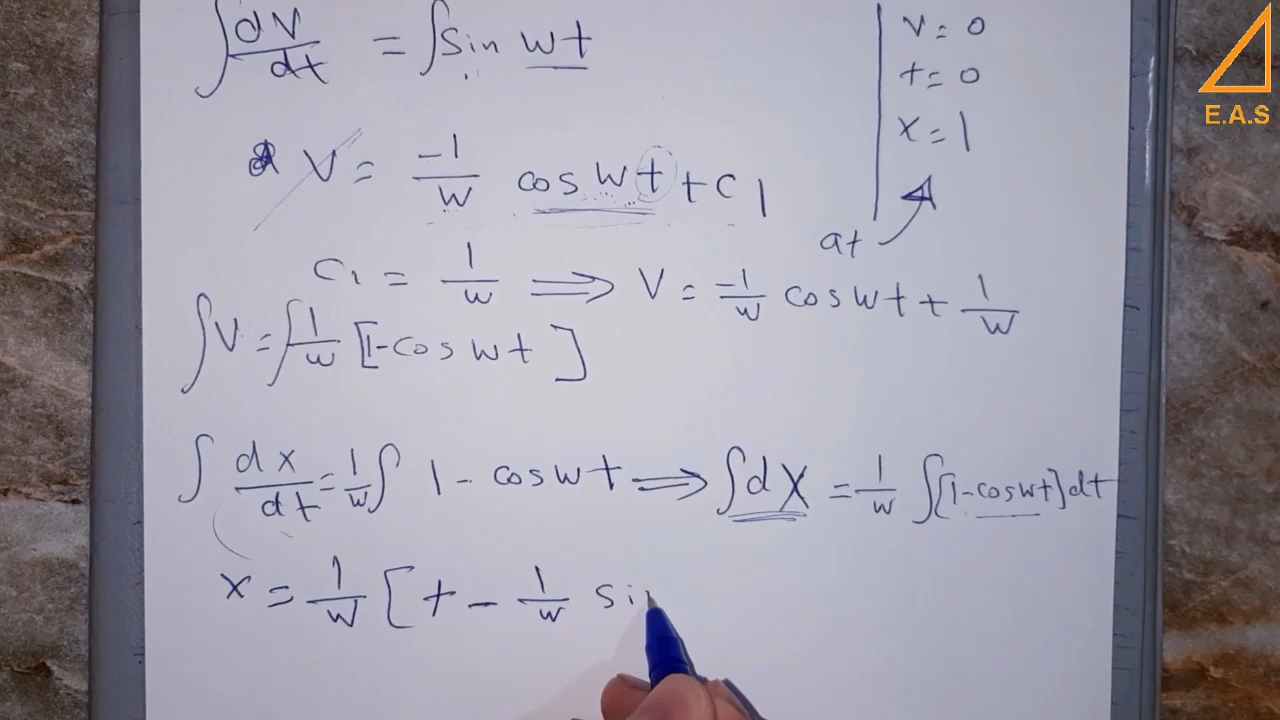 ∫ dV/dt = ∫ sin wt
V = 0
t = 0
x = 1
at
E.A.S
V = -1/w cos wt + C1
C1 = 1/w ⟹ V = -1/w cos wt + 1/w
∫V = ∫ 1/w [1 - cos wt]
∫ dx/dt = 1/w ∫ 1 - cos wt ⟹ ∫dX = 1/w ∫[1-cos wt] dt
x = 1/w [t - 1/w sin